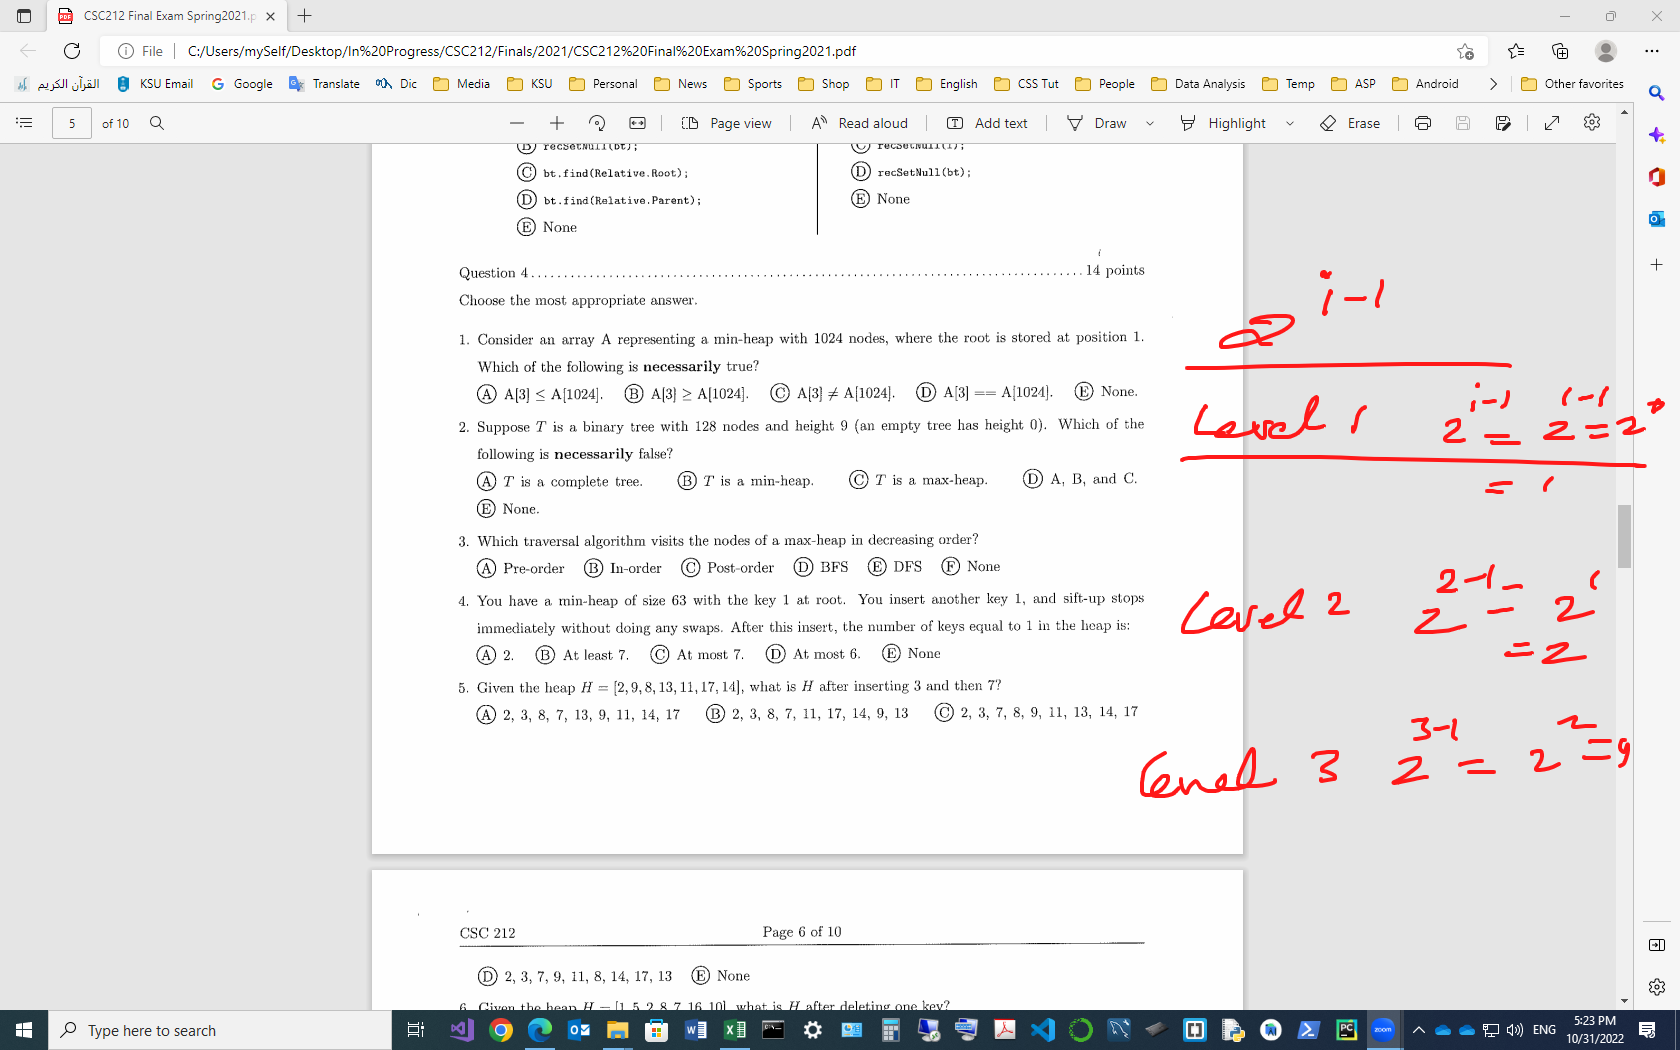 CSC212 Final Exam Spring2021.p
File C:/Users/mySelf/Desktop/In%20Progress/CSC212/Finals/2021/CSC212%20Final%20Exam%20Spring2021.pdf
القرآن الكريم KSU Email Google Translate Dic Media KSU Personal News Sports Shop IT English CSS Tut People Data Analysis Temp ASP Android Other favorites
5 of 10 Page view Read aloud Add text Draw Highlight Erase
B recSetNull(bt);
C bt.find(Relative.Root);
D bt.find(Relative.Parent);
E None
C recSetNull(l);
D recSetNull(bt);
E None
i
Question 4 . . . . . . . . . . . . . . . . . . . . . . . . . . . . . . . . . . . . . . . . . . . . . . . . . . . . . . . . . . . . . . . . . . . . . . . . . . . . . . . . . . . . 14 points
Choose the most appropriate answer.
1. Consider an array A representing a min-heap with 1024 nodes, where the root is stored at position 1.
Which of the following is necessarily true?
A A[3] ≤ A[1024]. B A[3] ≥ A[1024]. C A[3] ≠ A[1024]. D A[3] == A[1024]. E None.
2. Suppose T is a binary tree with 128 nodes and height 9 (an empty tree has height 0). Which of the
following is necessarily false?
A T is a complete tree. B T is a min-heap. C T is a max-heap. D A, B, and C.
E None.
3. Which traversal algorithm visits the nodes of a max-heap in decreasing order?
A Pre-order B In-order C Post-order D BFS E DFS F None
4. You have a min-heap of size 63 with the key 1 at root. You insert another key 1, and sift-up stops
immediately without doing any swaps. After this insert, the number of keys equal to 1 in the heap is:
A 2. B At least 7. C At most 7. D At most 6. E None
5. Given the heap H = [2, 9, 8, 13, 11, 17, 14], what is H after inserting 3 and then 7?
A 2, 3, 8, 7, 13, 9, 11, 14, 17 B 2, 3, 8, 7, 11, 17, 14, 9, 13 C 2, 3, 7, 8, 9, 11, 13, 14, 17
2^i-1
Level 1 2^i-1 = 2^1-1 = 2^0
= 1
Level 2 2^2-1 = 2^1
= 2
Level 3 2^3-1 = 2^2 =
CSC 212 Page 6 of 10
D 2, 3, 7, 9, 11, 8, 14, 17, 13 E None
6. Given the heap H = [1, 5, 2, 8, 7, 16, 10], what is H after deleting one key?
Type here to search
zoom
ENG
5:23 PM
10/31/2022